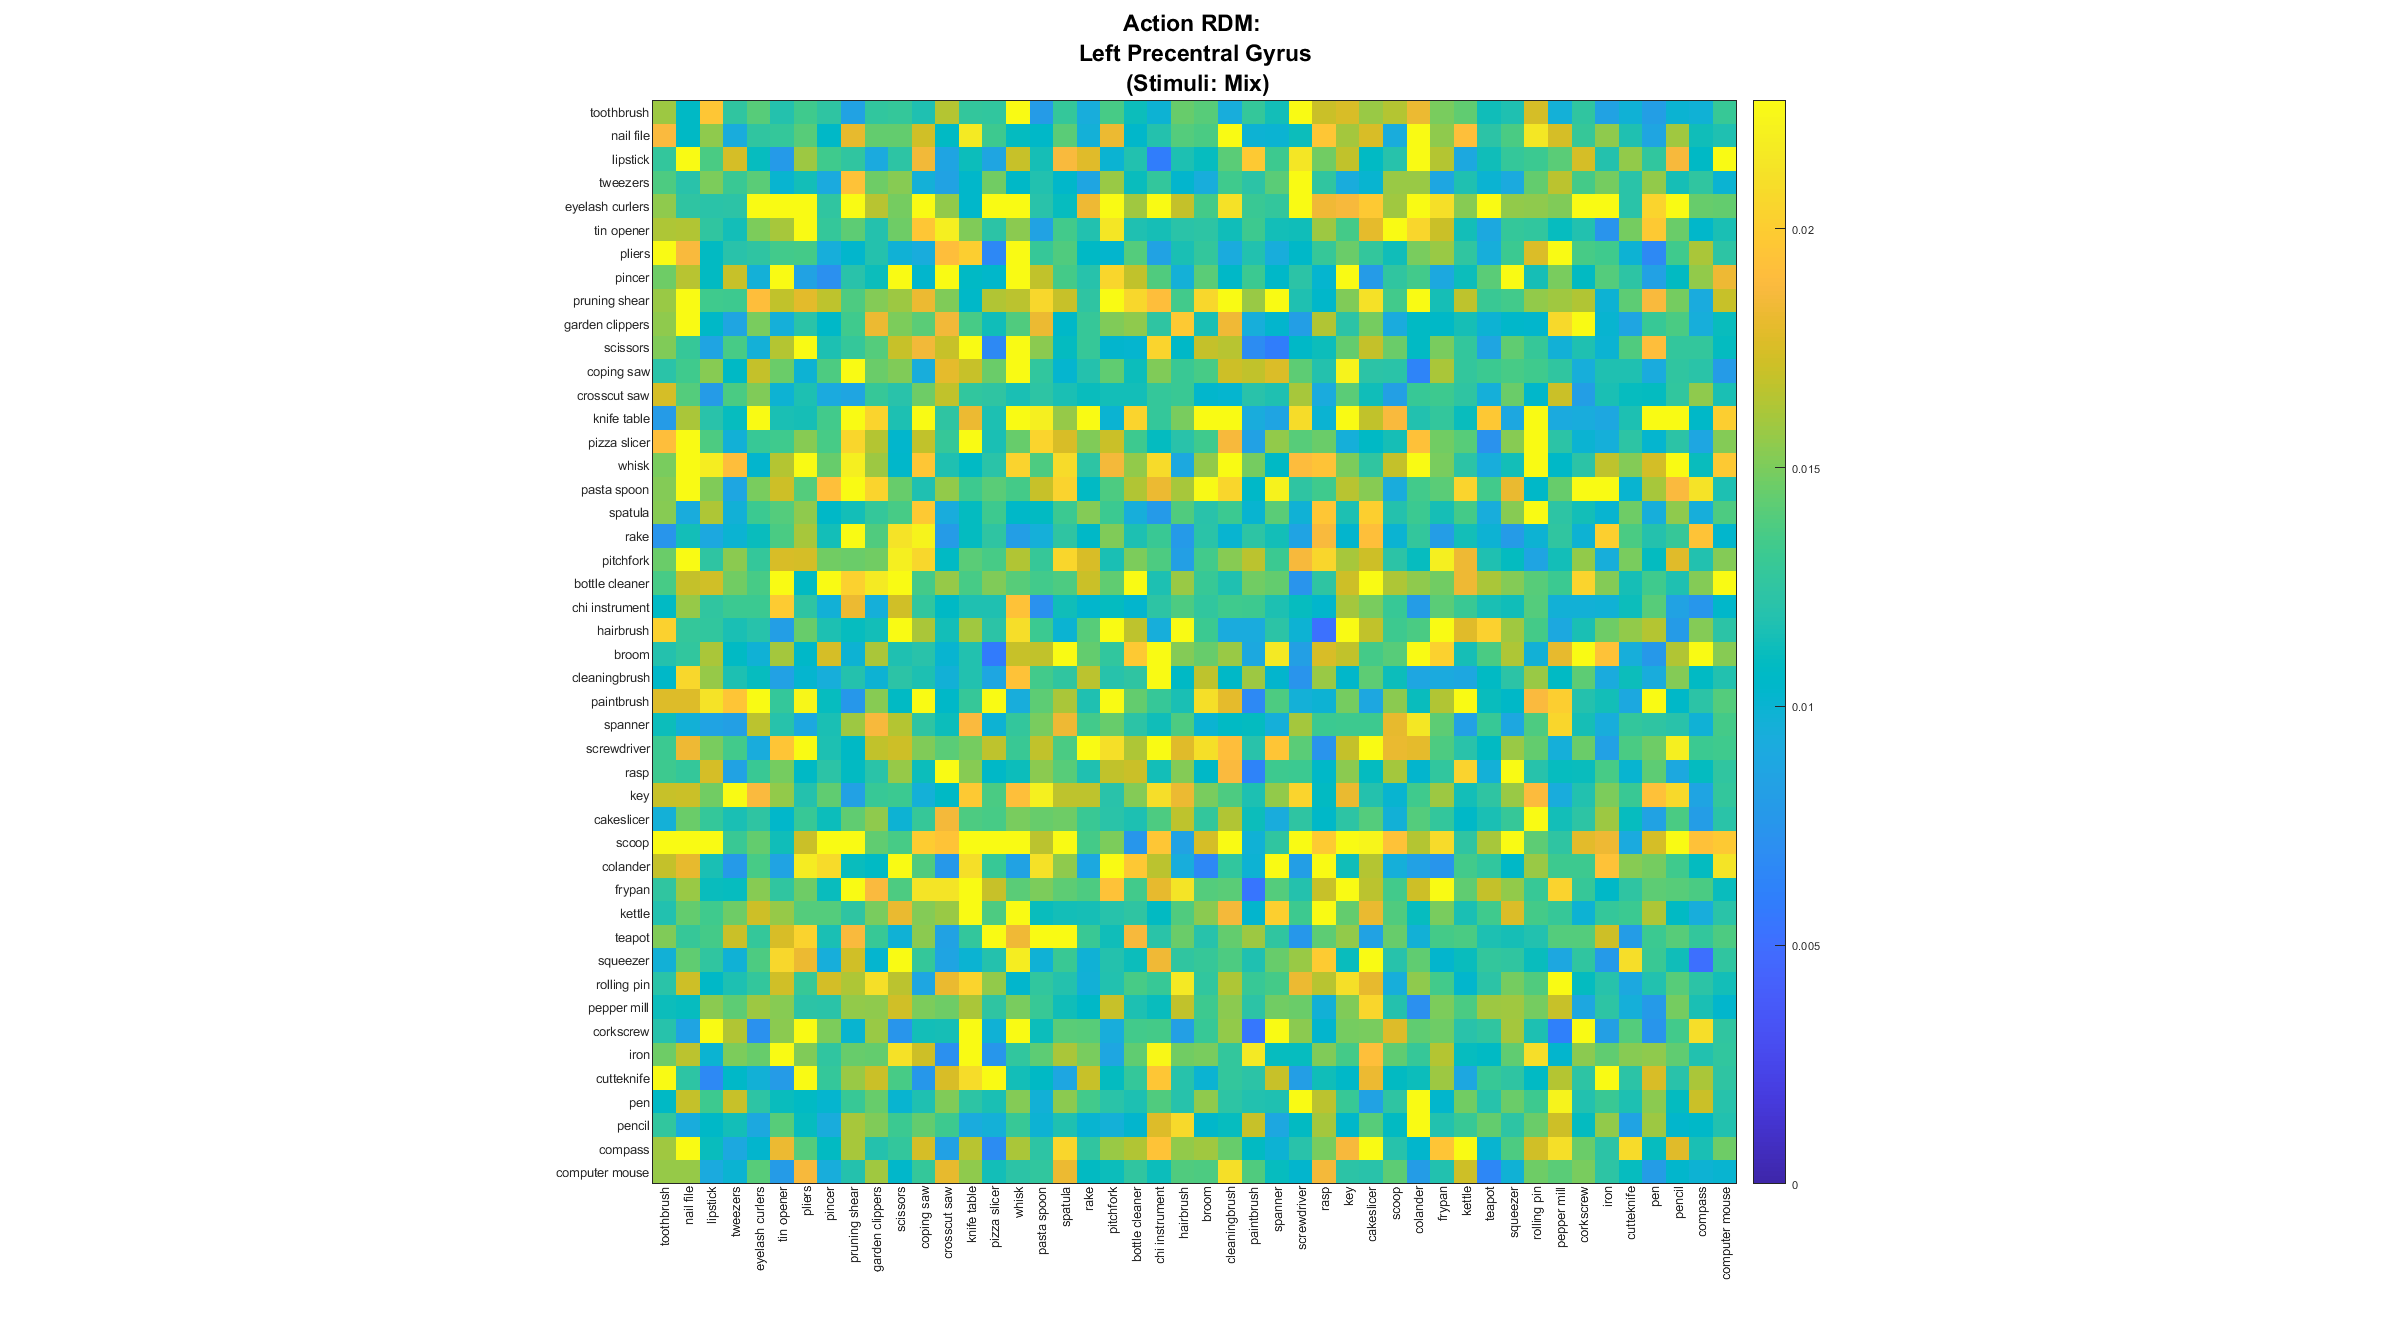 Action RDM:
Left Precentral Gyrus
(Stimuli: Mix)
toothbrush
nail file
lipstick
tweezers
eyelash curlers
tin opener
pliers
pincer
pruning shear
garden clippers
scissors
coping saw
crosscut saw
knife table
pizza slicer
whisk
pasta spoon
spatula
rake
pitchfork
bottle cleaner
chi instrument
hairbrush
broom
cleaningbrush
paintbrush
spanner
screwdriver
rasp
key
cakeslicer
scoop
colander
frypan
kettle
teapot
squeezer
rolling pin
pepper mill
corkscrew
iron
cutteknife
pen
pencil
compass
computer mouse
0.02
0.015
0.01
0.005
0
toothbrush
nail file
lipstick
tweezers
eyelash curlers
tin opener
pliers
pincer
pruning shear
garden clippers
scissors
coping saw
crosscut saw
knife table
pizza slicer
whisk
pasta spoon
spatula
rake
pitchfork
bottle cleaner
chi instrument
hairbrush
broom
cleaningbrush
paintbrush
spanner
screwdriver
rasp
key
cakeslicer
scoop
colander
frypan
kettle
teapot
squeezer
rolling pin
pepper mill
corkscrew
iron
cutteknife
pen
pencil
compass
computer mouse